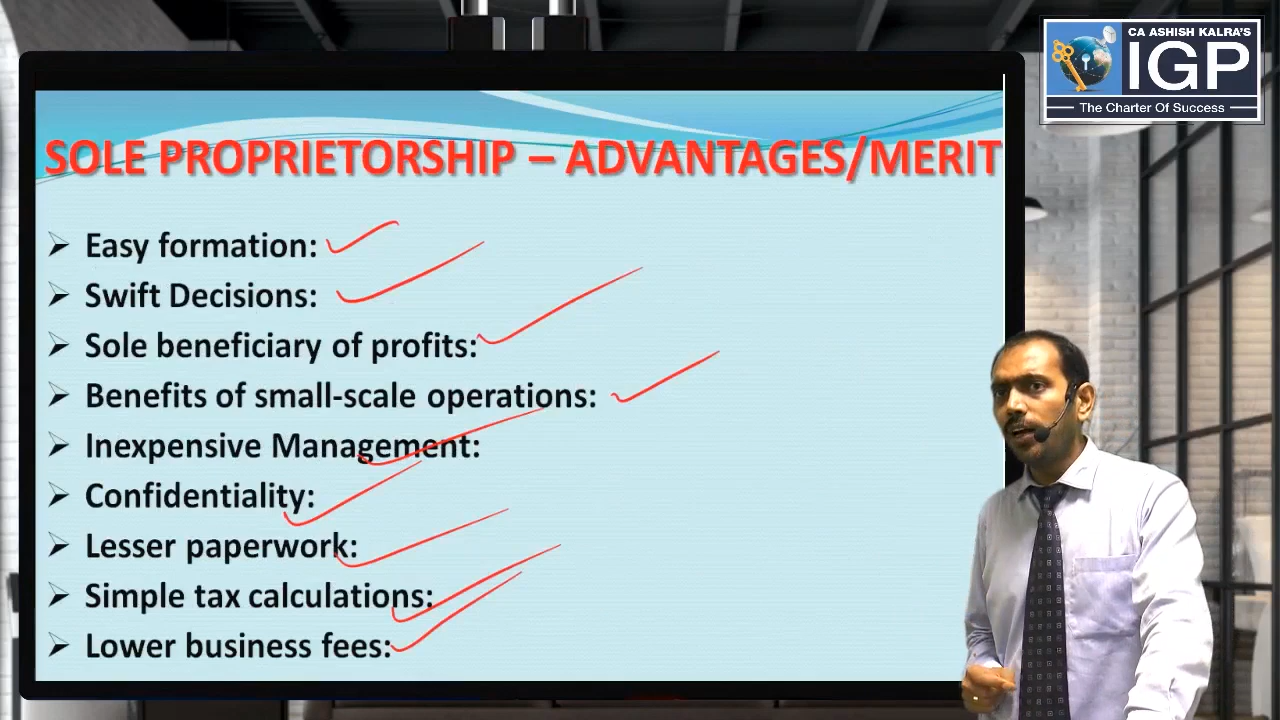 CA ASHISH KALRA'S
IGP
The Charter Of Success
SOLE PROPRIETORSHIP – ADVANTAGES/MERIT
Easy formation:
Swift Decisions:
Sole beneficiary of profits:
Benefits of small-scale operations:
Inexpensive Management:
Confidentiality:
Lesser paperwork:
Simple tax calculations:
Lower business fees: